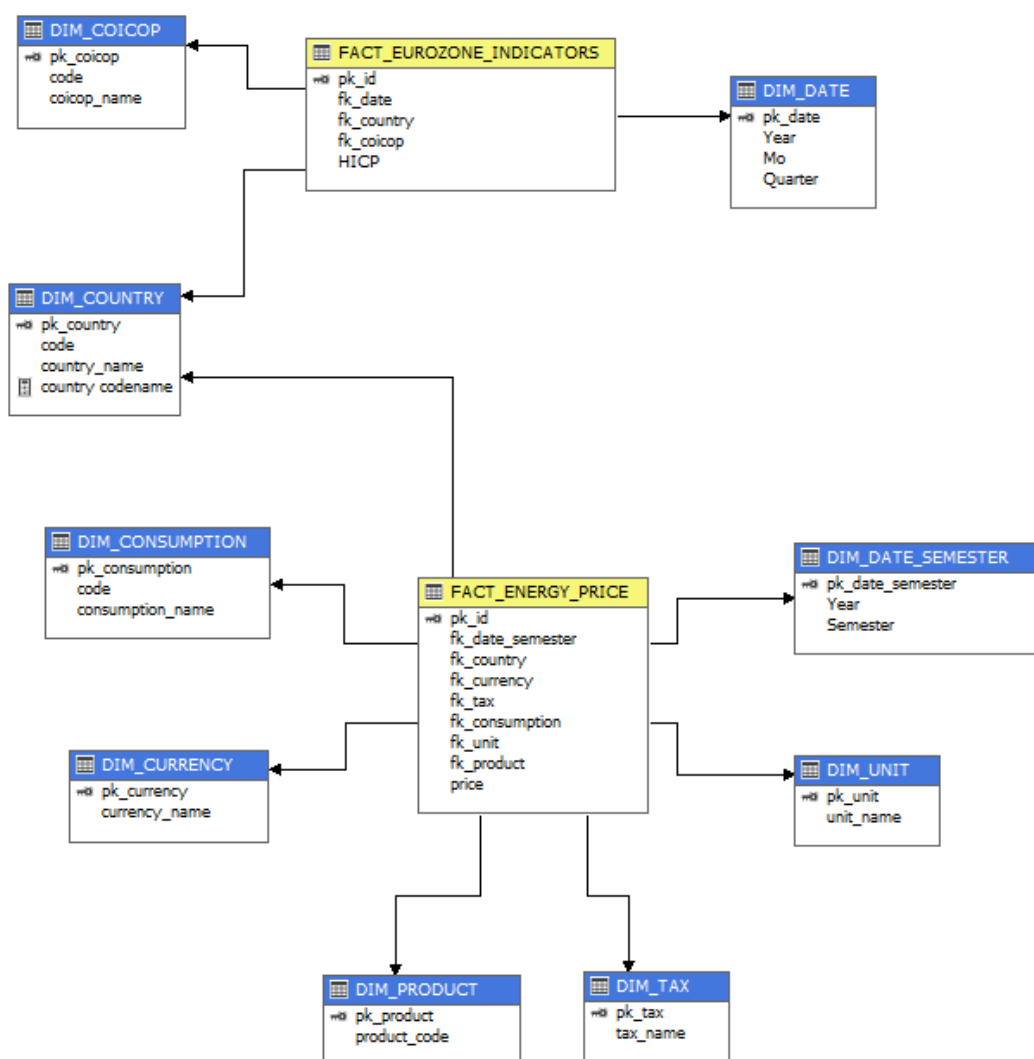 DIM_COICOP
pk_coicop
code
coicop_name
FACT_EUROZONE_INDICATORS
pk_id
fk_date
fk_country
fk_coicop
HICP
DIM_DATE
pk_date
Year
Mo
Quarter
DIM_COUNTRY
pk_country
code
country_name
country codename
DIM_CONSUMPTION
pk_consumption
code
consumption_name
FACT_ENERGY_PRICE
pk_id
fk_date_semester
fk_country
fk_currency
fk_tax
fk_consumption
fk_unit
fk_product
price
DIM_DATE_SEMESTER
pk_date_semester
Year
Semester
DIM_CURRENCY
pk_currency
currency_name
DIM_UNIT
pk_unit
unit_name
DIM_PRODUCT
pk_product
product_code
DIM_TAX
pk_tax
tax_name